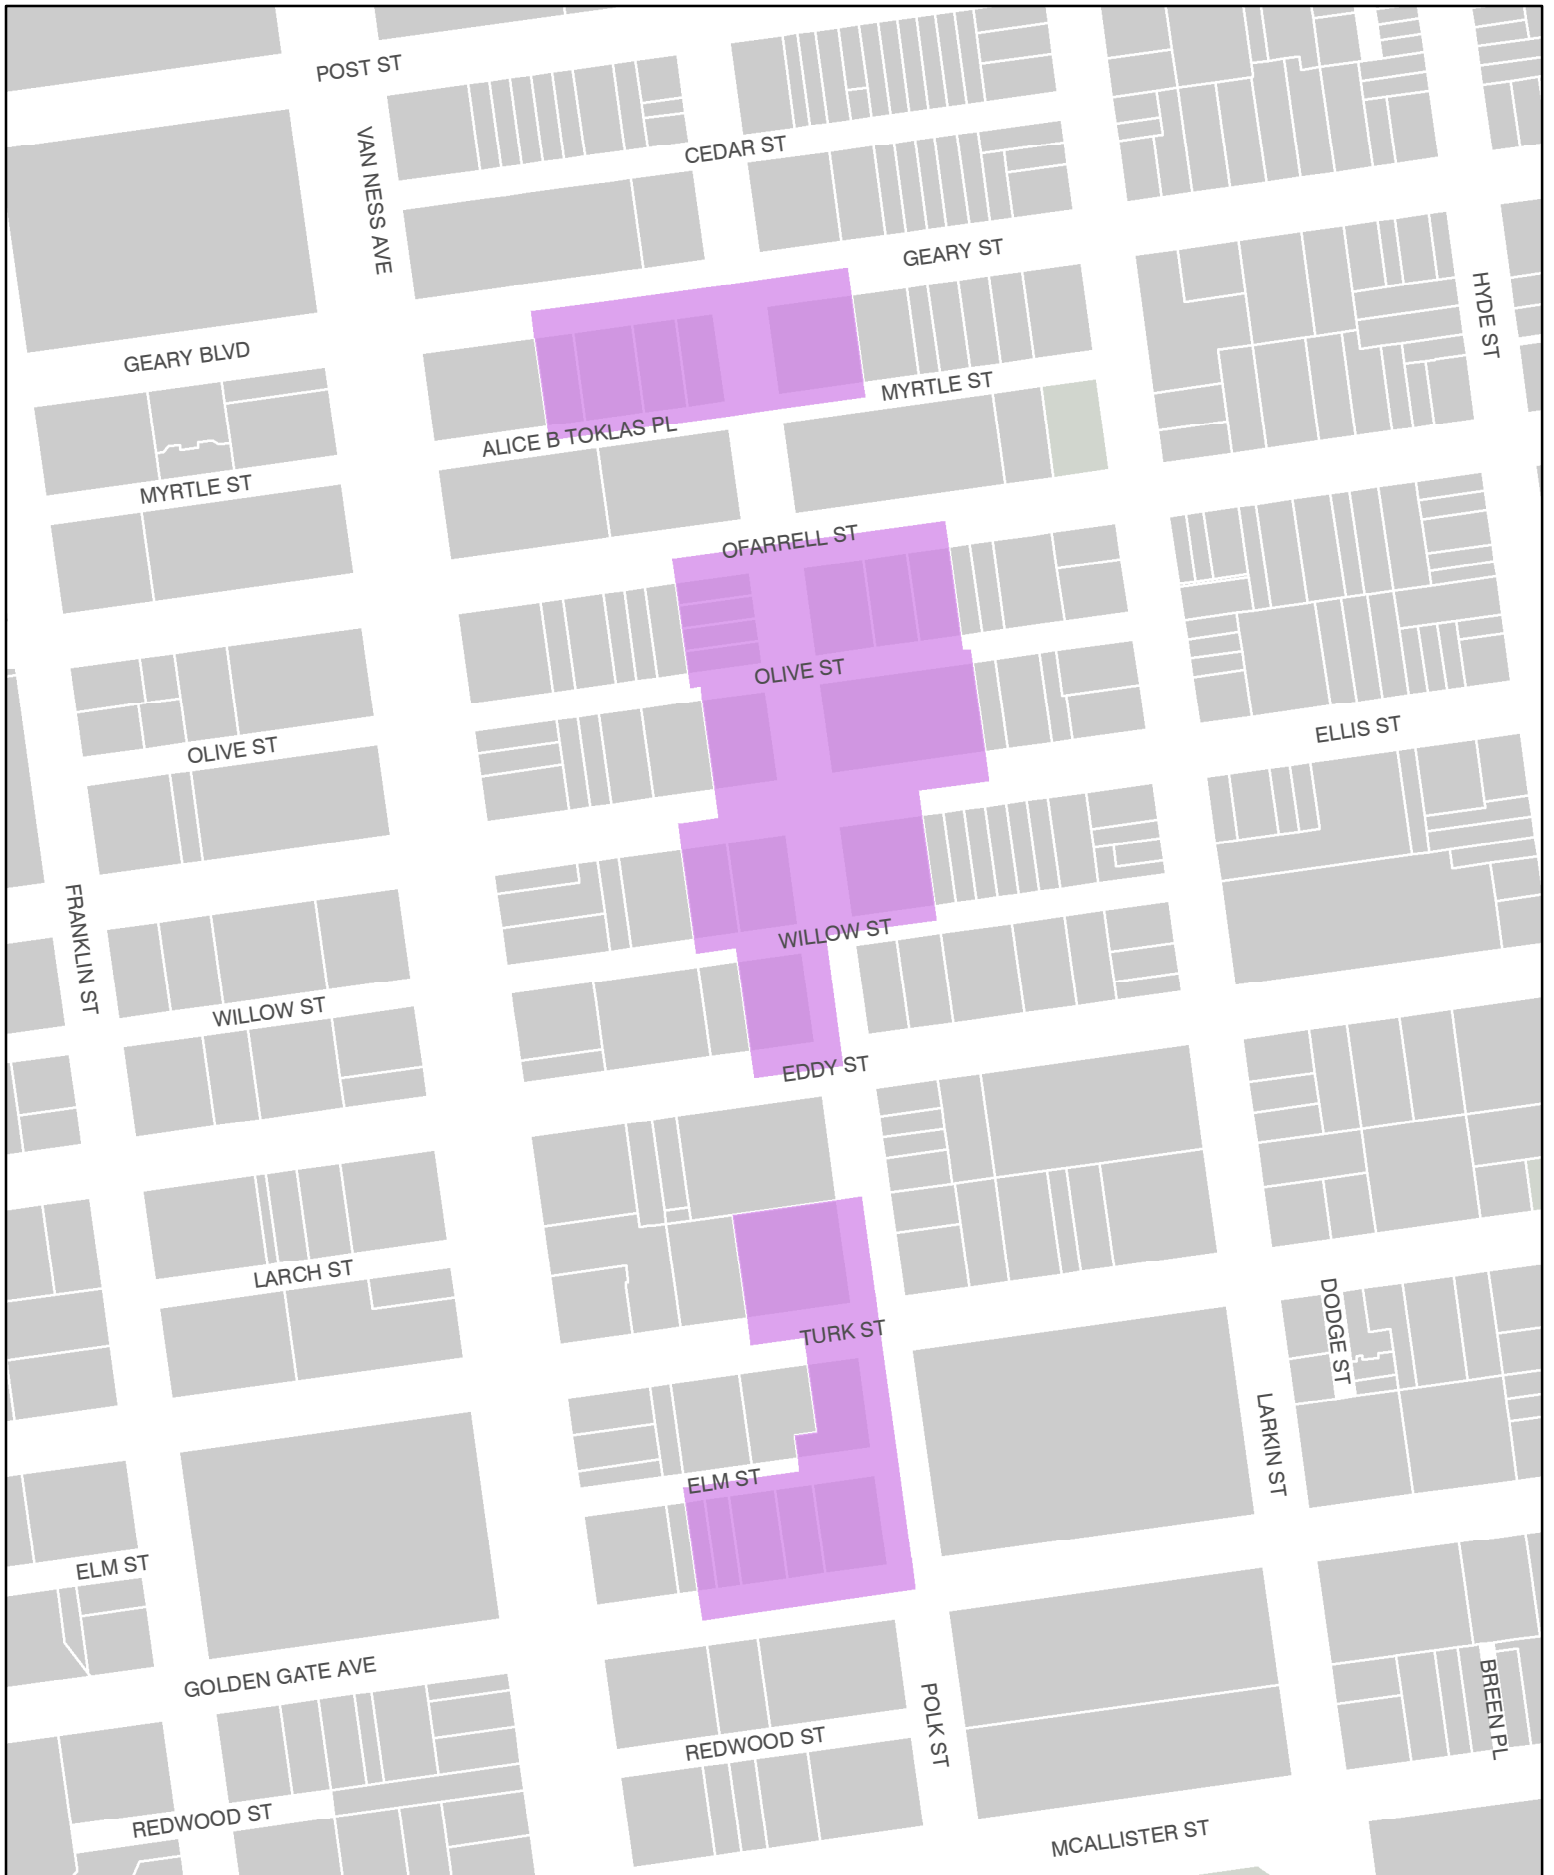 POST ST
VAN NESS AVE
CEDAR ST
GEARY ST
HYDE ST
GEARY BLVD
MYRTLE ST
ALICE B TOKLAS PL
MYRTLE ST
OFARRELL ST
OLIVE ST
ELLIS ST
OLIVE ST
FRANKLIN ST
WILLOW ST
WILLOW ST
EDDY ST
LARCH ST
TURK ST
DODGE ST
LARKIN ST
ELM ST
ELM ST
GOLDEN GATE AVE
POLK ST
BREEN PL
REDWOOD ST
REDWOOD ST
MCALLISTER ST